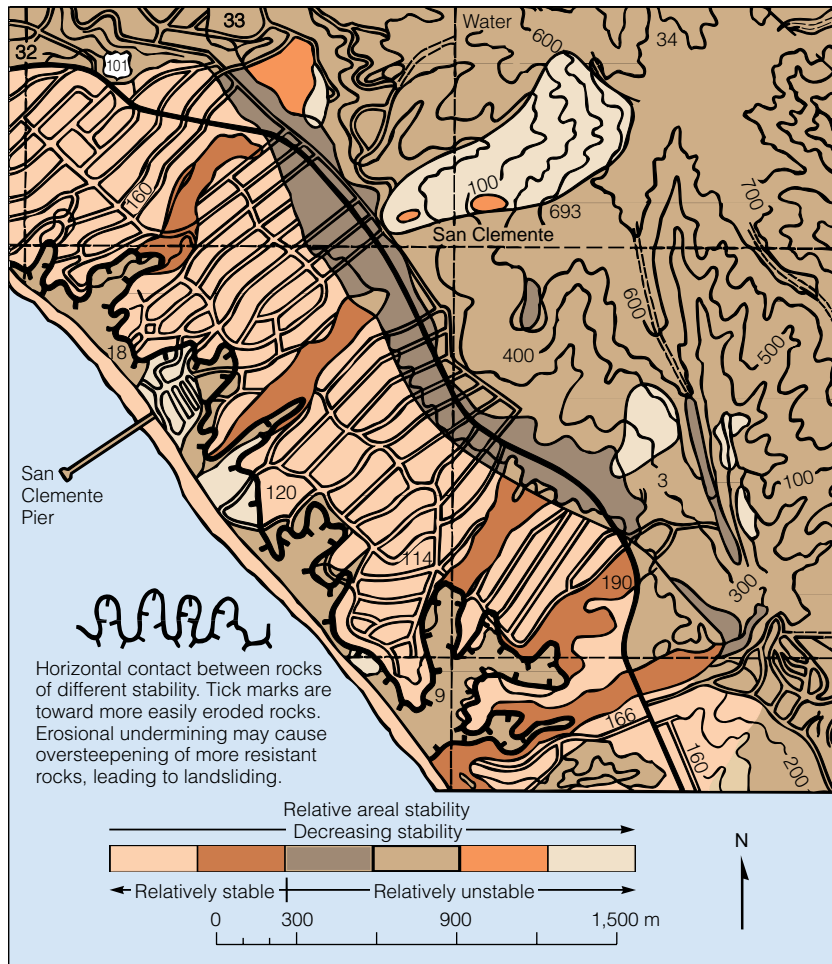 33
Water
600
34
32
101
160
100
693
700
San Clemente
600
18
400
500
San
Clemente
Pier
120
3
100
114
190
300
9
166
160
200
Horizontal contact between rocks
of different stability. Tick marks are
toward more easily eroded rocks.
Erosional undermining may cause
oversteepening of more resistant
rocks, leading to landsliding.
Relative areal stability
Decreasing stability
Relatively stable
Relatively unstable
N
0 300 900 1,500 m